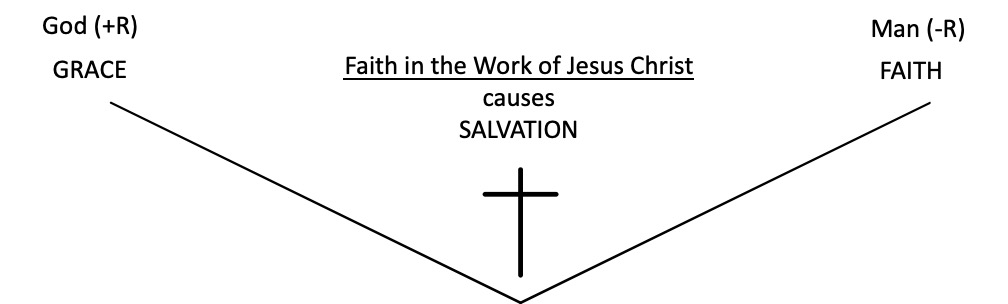 God (+R)
GRACE
Faith in the Work of Jesus Christ
causes
SALVATION
Man (-R)
FAITH